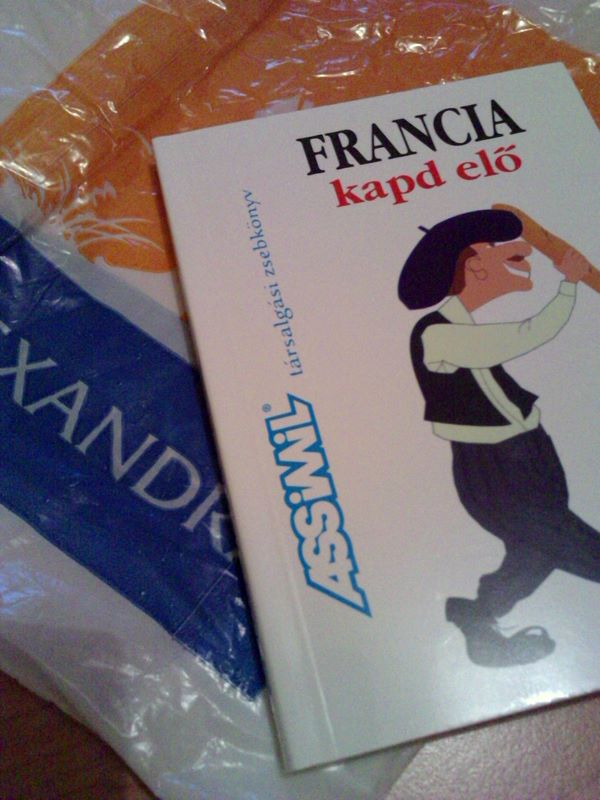 FRANCIA
kapd elő
ASSiMiL®
társalgási zsebkönyv
XANDR